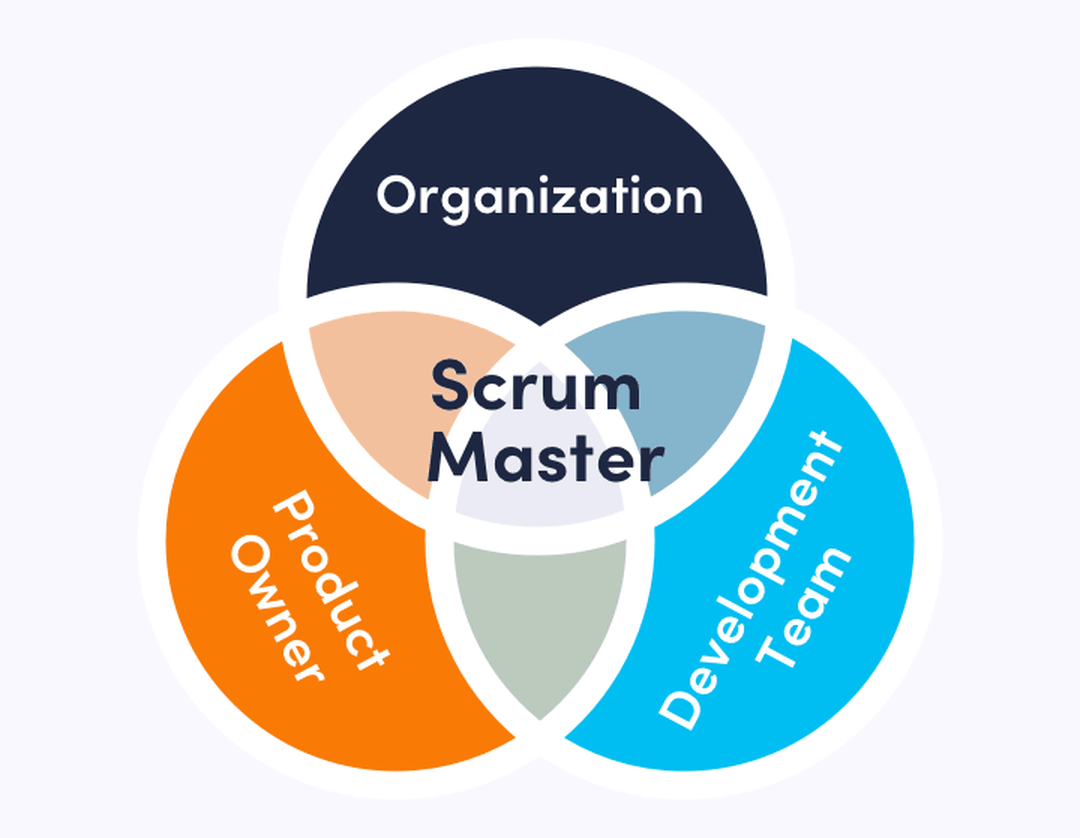 Organization
Scrum
Master
Product
Owner
Development
Team